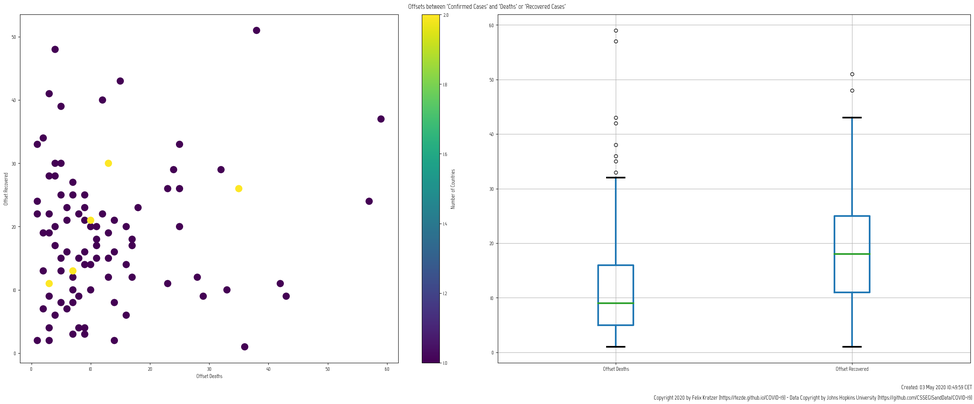 Offsets between 'Confirmed Cases' and 'Deaths' or 'Recovered Cases'
50
40
30
20
10
0
Offset Recovered
0 10 20 30 40 50 60
Offset Deaths
2.0
1.8
1.6
1.4
1.2
1.0
Number of Countries
60
50
40
30
20
10
0
Offset Deaths Offset Recovered
Created: 03 May 2020 10:49:59 CET
Copyright 2020 by Felix Kratzer (https://fezde.github.io/COVID-19) - Data Copyright by Johns Hopkins University (https://github.com/CSSEGISandData/COVID-19)